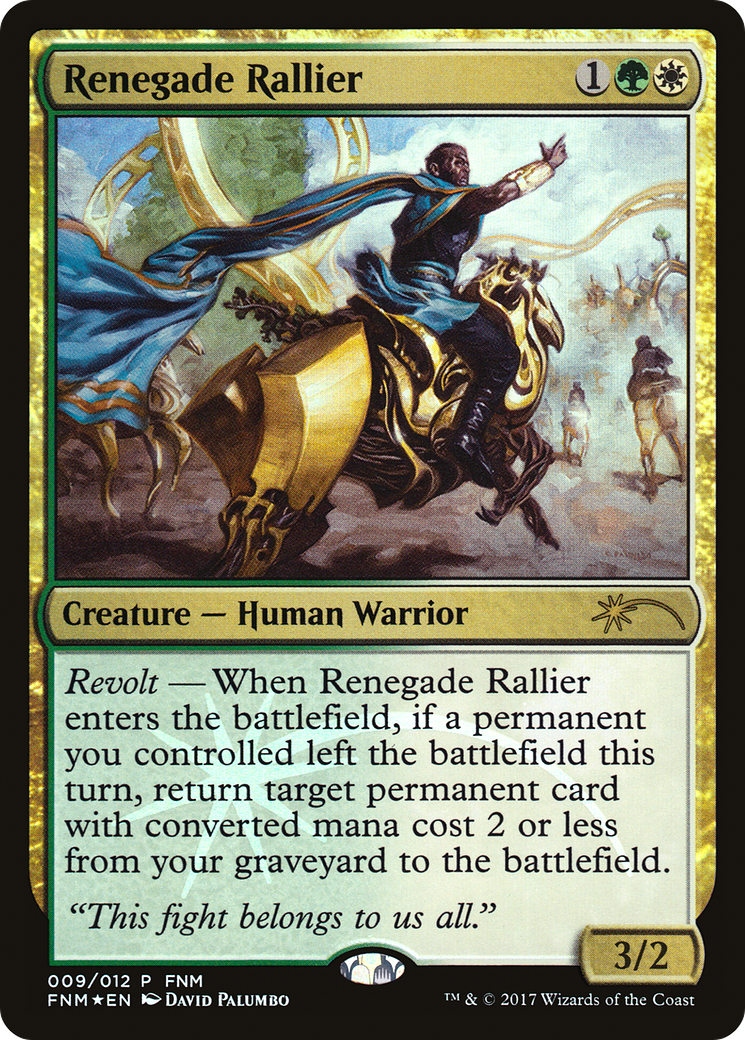 Renegade Rallier 1
Creature — Human Warrior
Revolt — When Renegade Rallier
enters the battlefield, if a permanent
you controlled left the battlefield this
turn, return target permanent card
with converted mana cost 2 or less
from your graveyard to the battlefield.
“This fight belongs to us all.”
3/2
009/012 P FNM
FNM★EN David Palumbo
™ & © 2017 Wizards of the Coast